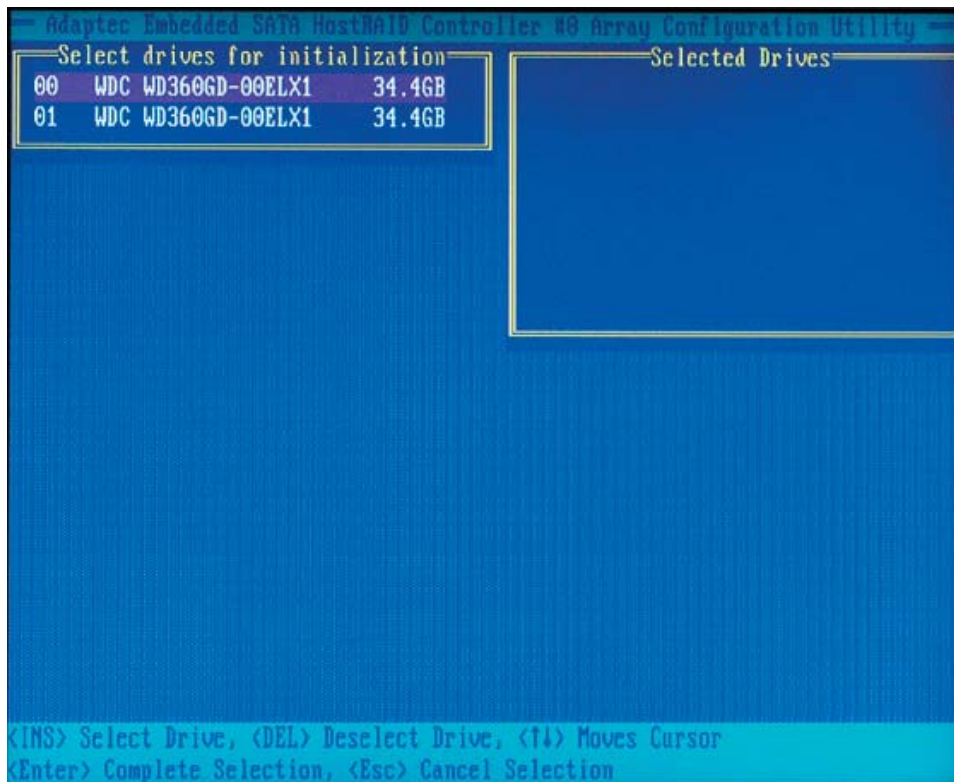 Adaptec Embedded SATA HostRAID Controller #8 Array Configuration Utility
Select drives for initialization
00 WDC WD360GD-00ELX1 34.4GB
01 WDC WD360GD-00ELX1 34.4GB
Selected Drives
<INS> Select Drive, <DEL> Deselect Drive, <↑↓> Moves Cursor
<Enter> Complete Selection, <Esc> Cancel Selection